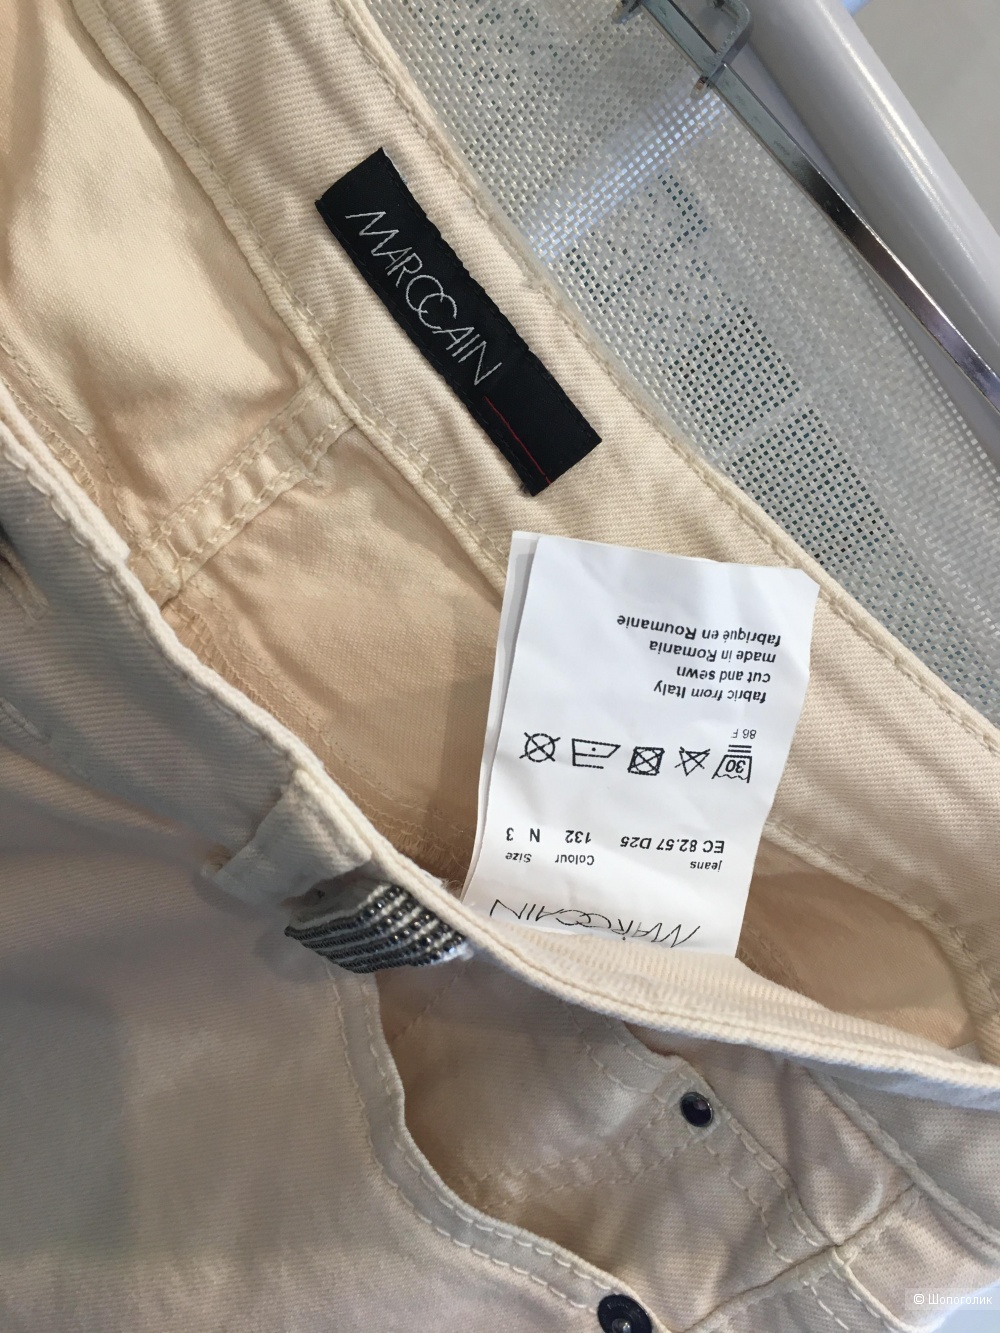 MARCCAIN
MARCCAIN
jeans Colour Size
EC 82.57 D25 132 N 3
30
86 F
fabric from Italy
cut and sewn
made in Romania
fabriqué en Roumanie
© Шопоголик